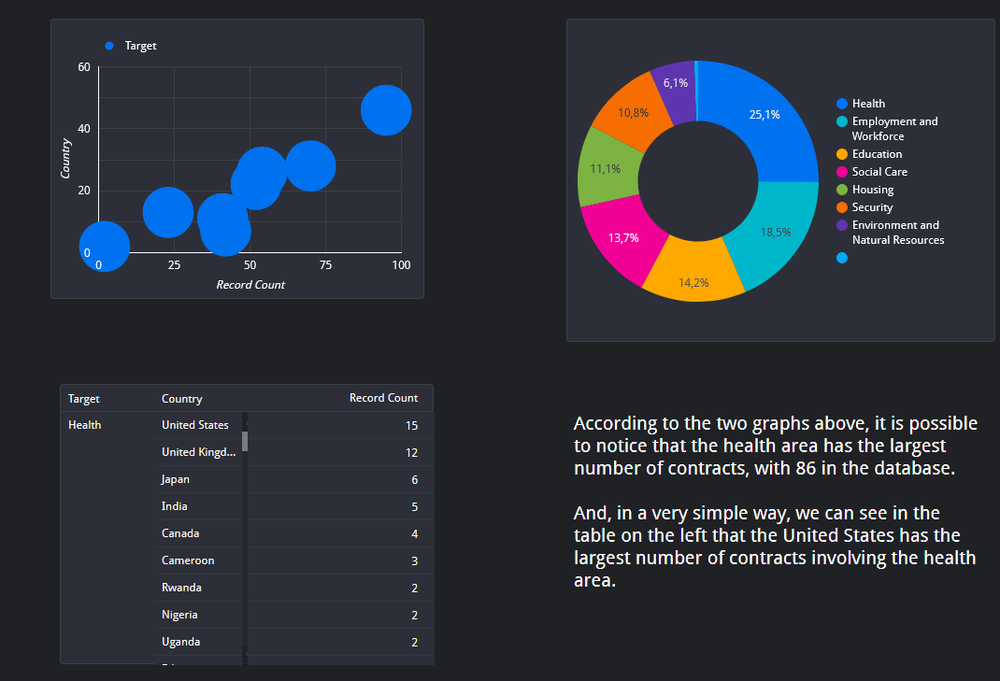 Target
60
40
20
0
Country
0
25
50
75
100
Record Count
6,1%
25,1%
10,8%
11,1%
18,5%
13,7%
14,2%
Health
Employment and
Workforce
Education
Social Care
Housing
Security
Environment and
Natural Resources
Target Country Record Count
Health United States 15
United Kingd... 12
Japan 6
India 5
Canada 4
Cameroon 3
Rwanda 2
Nigeria 2
Uganda 2
According to the two graphs above, it is possible
to notice that the health area has the largest
number of contracts, with 86 in the database.
And, in a very simple way, we can see in the
table on the left that the United States has the
largest number of contracts involving the health
area.